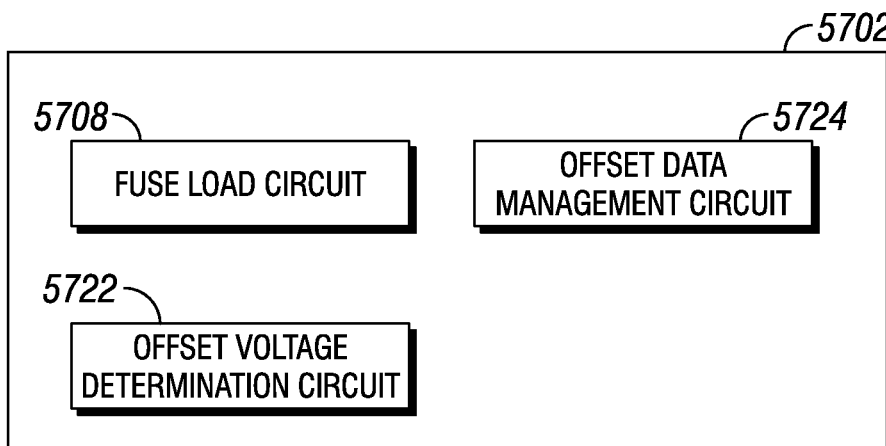 5702
5708
5724
FUSE LOAD CIRCUIT
OFFSET DATA
MANAGEMENT CIRCUIT
5722
OFFSET VOLTAGE
DETERMINATION CIRCUIT